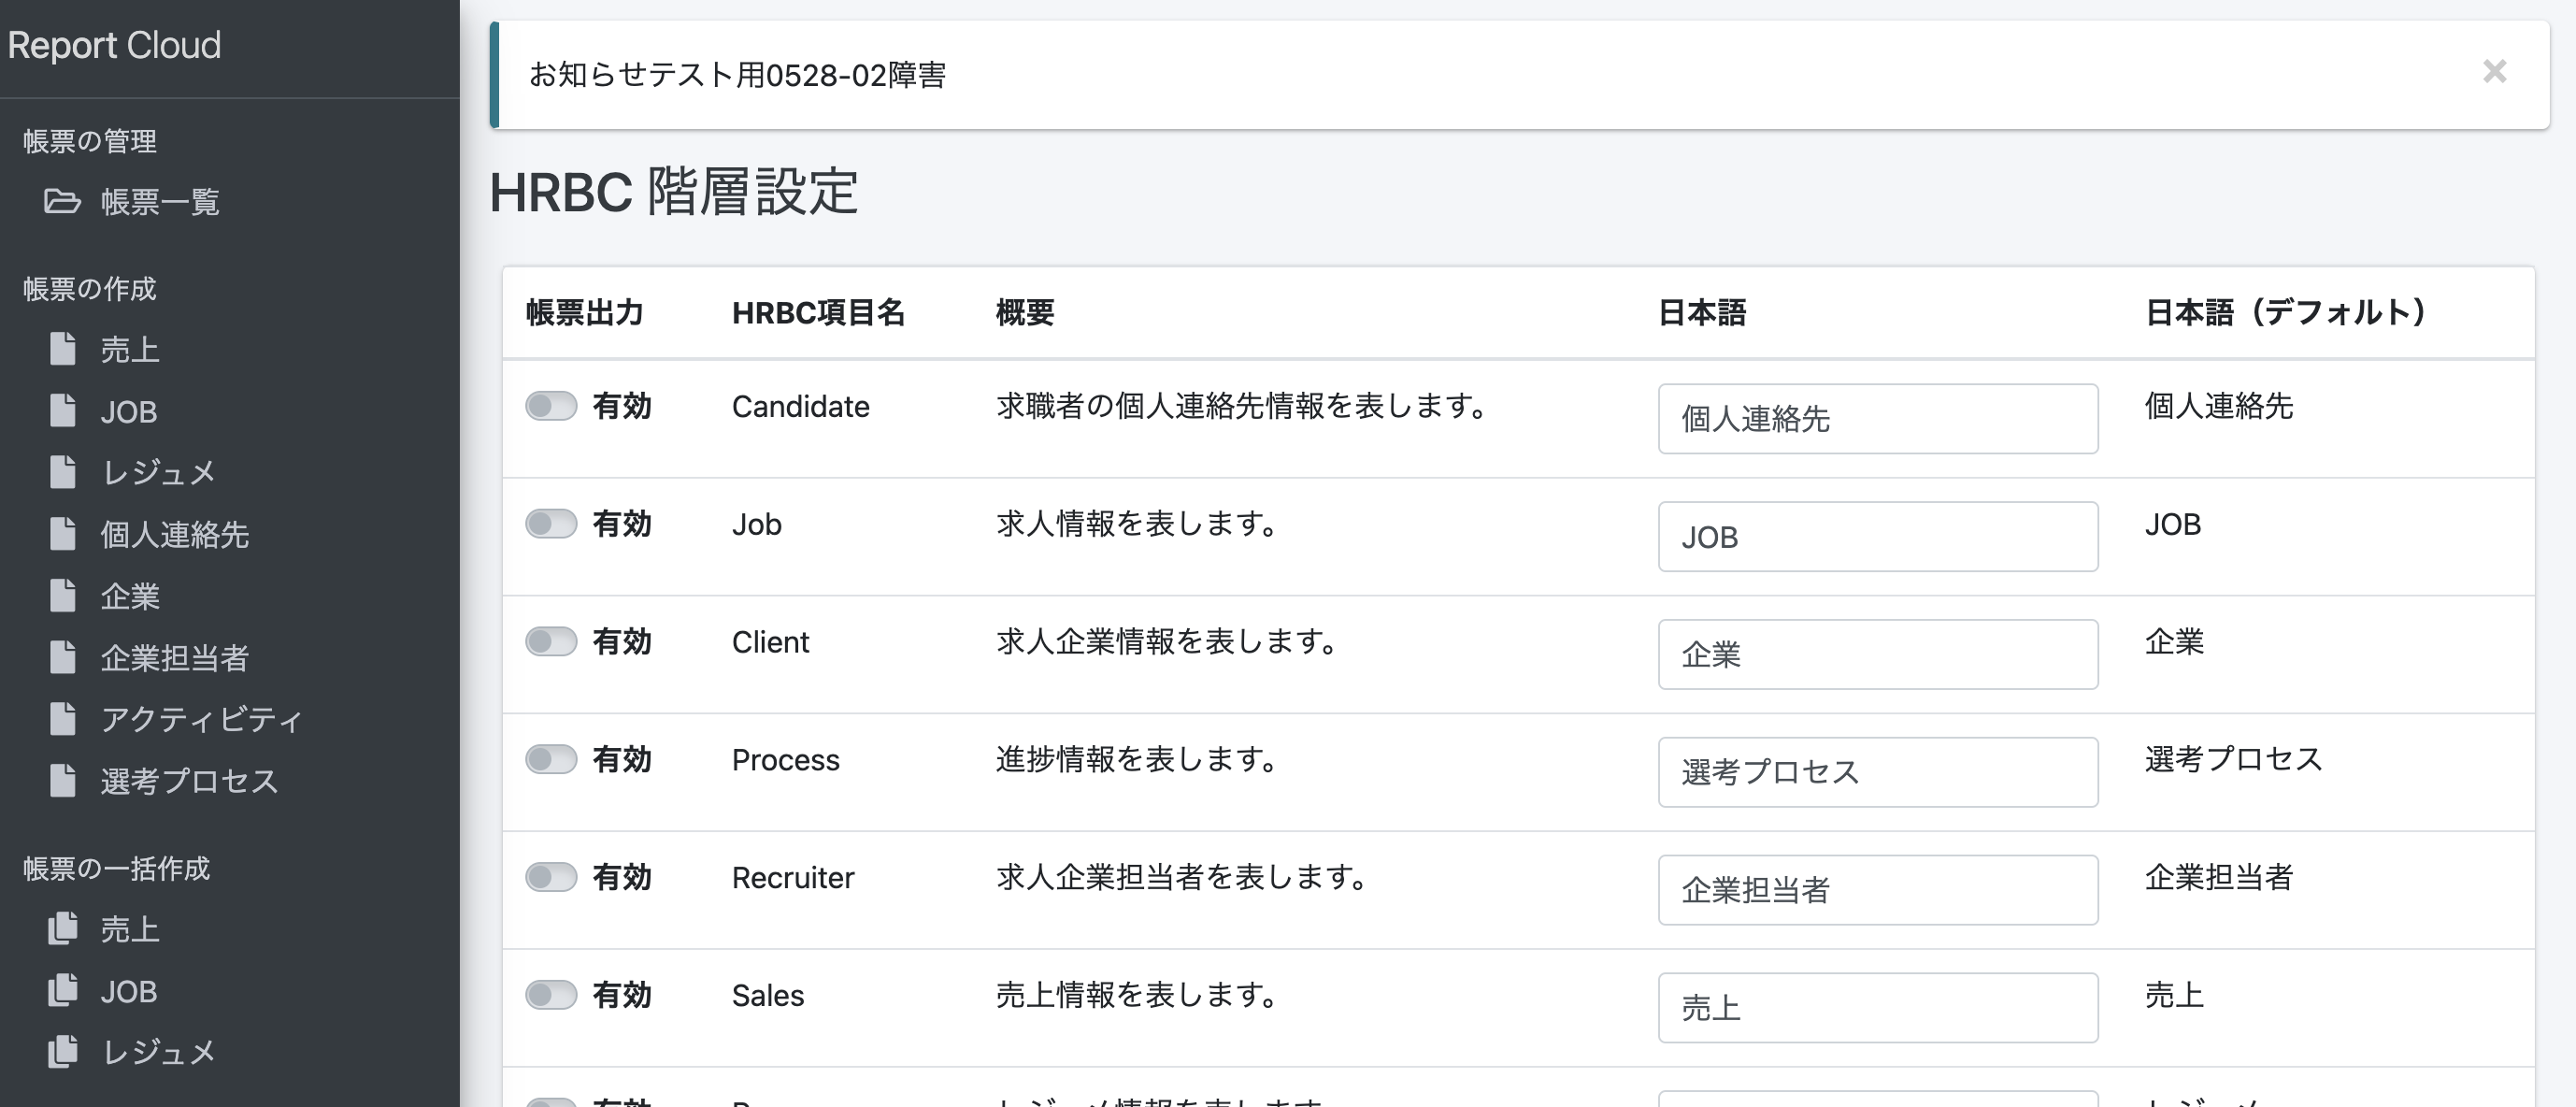 Report Cloud
帳票の管理
帳票一覧
帳票の作成
売上
JOB
レジュメ
個人連絡先
企業
企業担当者
アクティビティ
選考プロセス
帳票の一括作成
売上
JOB
レジュメ
お知らせテスト用0528-02障害
×
HRBC 階層設定
帳票出力 HRBC項目名 概要 日本語 日本語（デフォルト）
有効 Candidate 求職者の個人連絡先情報を表します。 個人連絡先 個人連絡先
有効 Job 求人情報を表します。 JOB JOB
有効 Client 求人企業情報を表します。 企業 企業
有効 Process 進捗情報を表します。 選考プロセス 選考プロセス
有効 Recruiter 求人企業担当者を表します。 企業担当者 企業担当者
有効 Sales 売上情報を表します。 売上 売上